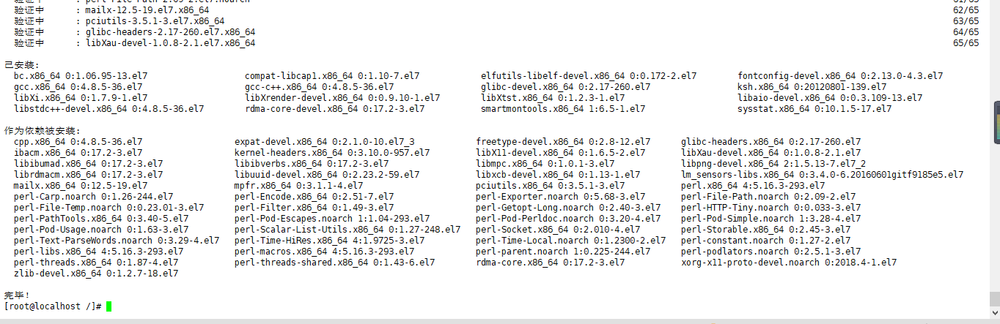 验证中 : perl-File-Path-2.09-2.el7.noarch 61/65
验证中 : mailx-12.5-19.el7.x86_64 62/65
验证中 : pciutils-3.5.1-3.el7.x86_64 63/65
验证中 : glibc-headers-2.17-260.el7.x86_64 64/65
验证中 : libXau-devel-1.0.8-2.1.el7.x86_64 65/65
已安装:
bc.x86_64 0:1.06.95-13.el7 compat-libcap1.x86_64 0:1.10-7.el7 elfutils-libelf-devel.x86_64 0:0.172-2.el7 fontconfig-devel.x86_64 0:2.13.0-4.3.el7
gcc.x86_64 0:4.8.5-36.el7 gcc-c++.x86_64 0:4.8.5-36.el7 glibc-devel.x86_64 0:2.17-260.el7 ksh.x86_64 0:20120801-139.el7
libXi.x86_64 0:1.7.9-1.el7 libXrender-devel.x86_64 0:0.9.10-1.el7 libXtst.x86_64 0:1.2.3-1.el7 libaio-devel.x86_64 0:0.3.109-13.el7
libstdc++-devel.x86_64 0:4.8.5-36.el7 rdma-core-devel.x86_64 0:17.2-3.el7 smartmontools.x86_64 1:6.5-1.el7 sysstat.x86_64 0:10.1.5-17.el7
作为依赖被安装:
cpp.x86_64 0:4.8.5-36.el7 expat-devel.x86_64 0:2.1.0-10.el7_3 freetype-devel.x86_64 0:2.8-12.el7 glibc-headers.x86_64 0:2.17-260.el7
ibacm.x86_64 0:17.2-3.el7 kernel-headers.x86_64 0:3.10.0-957.el7 libX11-devel.x86_64 0:1.6.5-2.el7 libXau-devel.x86_64 0:1.0.8-2.1.el7
libibumad.x86_64 0:17.2-3.el7 libibverbs.x86_64 0:17.2-3.el7 libmpc.x86_64 0:1.0.1-3.el7 libpng-devel.x86_64 2:1.5.13-7.el7_2
librdmacm.x86_64 0:17.2-3.el7 libuuid-devel.x86_64 0:2.23.2-59.el7 libxcb-devel.x86_64 0:1.13-1.el7 lm_sensors-libs.x86_64 0:3.4.0-6.20160601gitf9185e5.el7
mailx.x86_64 0:12.5-19.el7 mpfr.x86_64 0:3.1.1-4.el7 pciutils.x86_64 0:3.5.1-3.el7 perl.x86_64 4:5.16.3-293.el7
perl-Carp.noarch 0:1.26-244.el7 perl-Encode.x86_64 0:2.51-7.el7 perl-Exporter.noarch 0:5.68-3.el7 perl-File-Path.noarch 0:2.09-2.el7
perl-File-Temp.noarch 0:0.23.01-3.el7 perl-Filter.x86_64 0:1.49-3.el7 perl-Getopt-Long.noarch 0:2.40-3.el7 perl-HTTP-Tiny.noarch 0:0.033-3.el7
perl-PathTools.x86_64 0:3.40-5.el7 perl-Pod-Escapes.noarch 1:1.04-293.el7 perl-Pod-Perldoc.noarch 0:3.20-4.el7 perl-Pod-Simple.noarch 1:3.28-4.el7
perl-Pod-Usage.noarch 0:1.63-3.el7 perl-Scalar-List-Utils.x86_64 0:1.27-248.el7 perl-Socket.x86_64 0:2.010-4.el7 perl-Storable.x86_64 0:2.45-3.el7
perl-Text-ParseWords.noarch 0:3.29-4.el7 perl-Time-HiRes.x86_64 4:1.9725-3.el7 perl-Time-Local.noarch 0:1.2300-2.el7 perl-constant.noarch 0:1.27-2.el7
perl-libs.x86_64 4:5.16.3-293.el7 perl-macros.x86_64 4:5.16.3-293.el7 perl-parent.noarch 1:0.225-244.el7 perl-podlators.noarch 0:2.5.1-3.el7
perl-threads.x86_64 0:1.87-4.el7 perl-threads-shared.x86_64 0:1.43-6.el7 rdma-core.x86_64 0:17.2-3.el7 xorg-x11-proto-devel.noarch 0:2018.4-1.el7
zlib-devel.x86_64 0:1.2.7-18.el7
完毕！
[root@localhost /]#